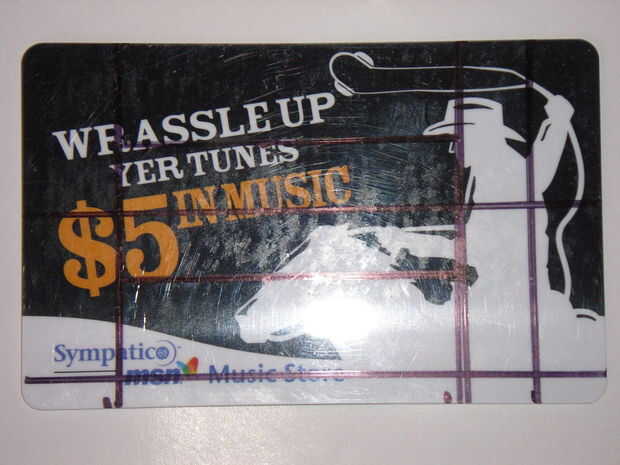 WRASSLE UP
YER TUNES
$5 IN MUSIC
Sympatico
msn Music Store